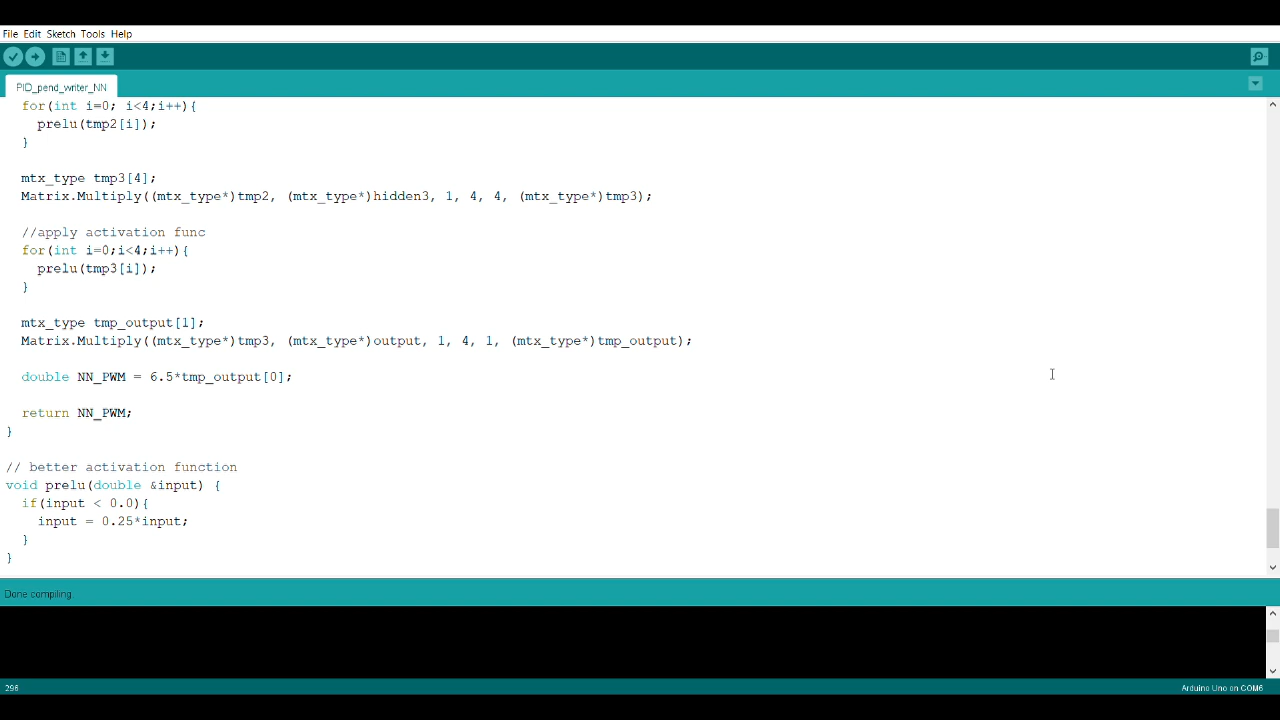 File Edit Sketch Tools Help
PID_pend_writer_NN
for(int i=0; i<4;i++){
prelu(tmp2[i]);
}
mtx_type tmp3[4];
Matrix.Multiply((mtx_type*)tmp2, (mtx_type*)hidden3, 1, 4, 4, (mtx_type*)tmp3);
//apply activation func
for(int i=0;i<4;i++){
prelu(tmp3[i]);
}
mtx_type tmp_output[1];
Matrix.Multiply((mtx_type*)tmp3, (mtx_type*)output, 1, 4, 1, (mtx_type*)tmp_output);
double NN_PWM = 6.5*tmp_output[0];
return NN_PWM;
}
// better activation function
void prelu(double &input) {
if(input < 0.0){
input = 0.25*input;
}
}
Done compiling.
296
Arduino Uno on COM6